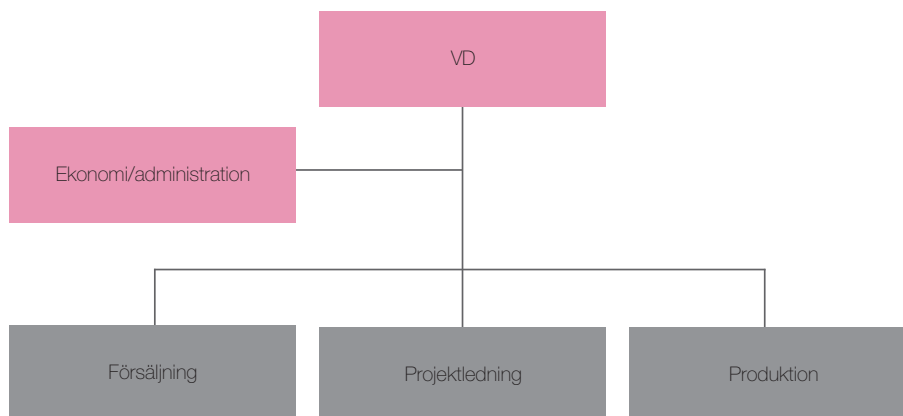 VD
Ekonomi/administration
Försäljning
Projektledning
Produktion